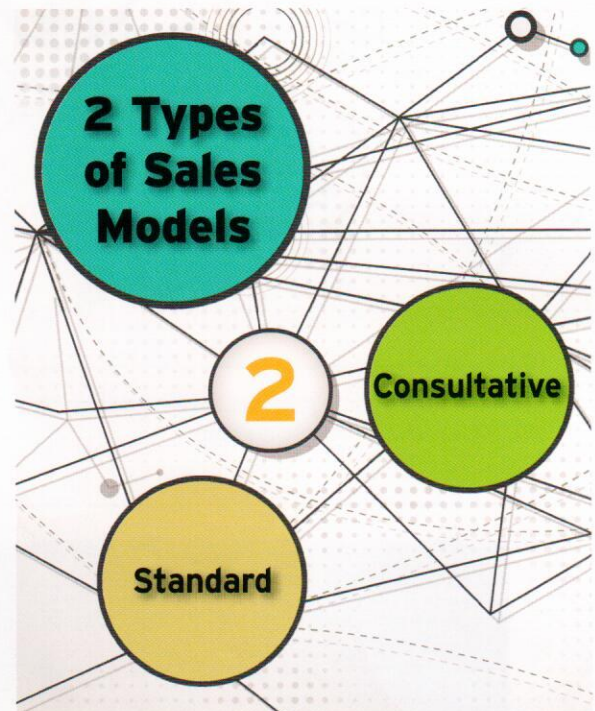 2 Types
of Sales
Models
2
Consultative
Standard